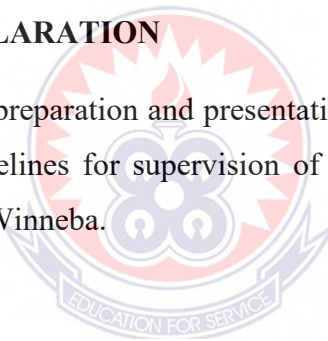 LARATION
preparation and presentati
elines for supervision of
Winneba.
EDUCATION FOR SERVICE